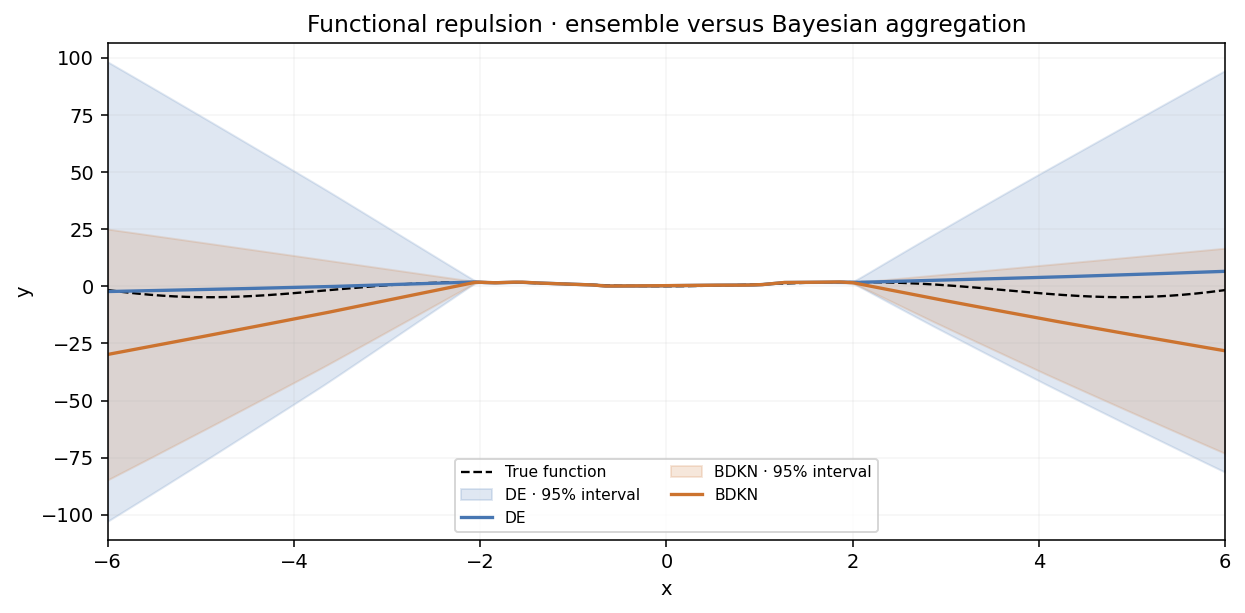 Functional repulsion · ensemble versus Bayesian aggregation
100
75
50
25
0
−25
−50
−75
−100
y
True function
DE · 95% interval
DE
BDKN · 95% interval
BDKN
−6
−4
−2
0
2
4
6
x